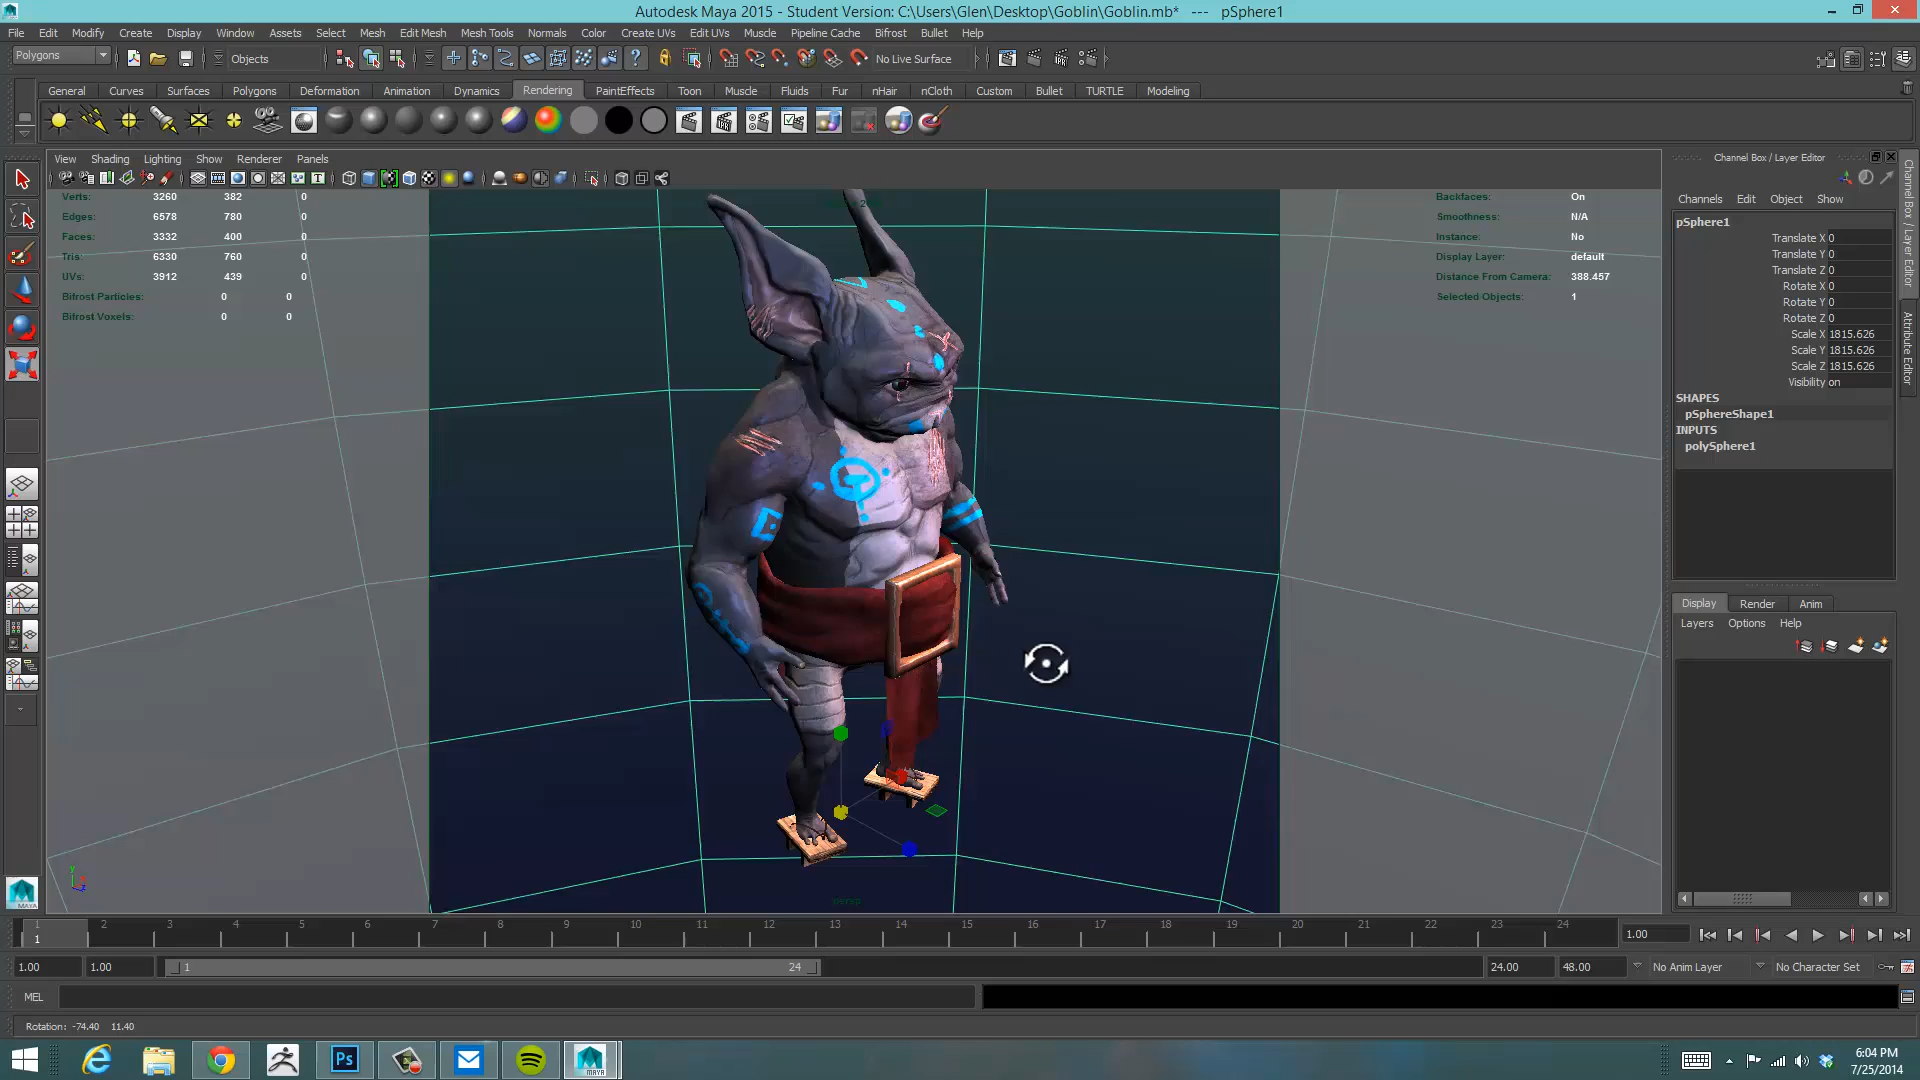 Autodesk Maya 2015 - Student Version: C:\Users\Glen\Desktop\Goblin\Goblin.mb* --- pSphere1
File Edit Modify Create Display Window Assets Select Mesh Edit Mesh Mesh Tools Normals Color Create UVs Edit UVs Muscle Pipeline Cache Bifrost Bullet Help
Polygons Objects No Live Surface
General Curves Surfaces Polygons Deformation Animation Dynamics Rendering PaintEffects Toon Muscle Fluids Fur nHair nCloth Custom Bullet TURTLE Modeling
View Shading Lighting Show Renderer Panels
Channel Box / Layer Editor
Verts: 3260 382 0
Edges: 6578 780 0
Faces: 3332 400 0
Tris: 6330 760 0
UVs: 3912 439 0
Bifrost Particles: 0 0
Bifrost Voxels: 0 0
Backfaces: On
Smoothness: N/A
Instance: No
Display Layer: default
Distance From Camera: 388.457
Selected Objects: 1
Channels Edit Object Show
pSphere1
Translate X 0
Translate Y 0
Translate Z 0
Rotate X 0
Rotate Y 0
Rotate Z 0
Scale X 1815.626
Scale Y 1815.626
Scale Z 1815.626
Visibility on
SHAPES
pSphereShape1
INPUTS
polySphere1
Channel Box / Layer Editor
Attribute Editor
Display Render Anim
Layers Options Help
persp
1 2 3 4 5 6 7 8 9 10 11 12 13 14 15 16 17 18 19 20 21 22 23 24
1 1.00
1.00 1.00 1 24 24.00 48.00 No Anim Layer No Character Set
MEL
Rotation: -74.40 11.40
Ps
MAYA
6:04 PM
7/25/2014